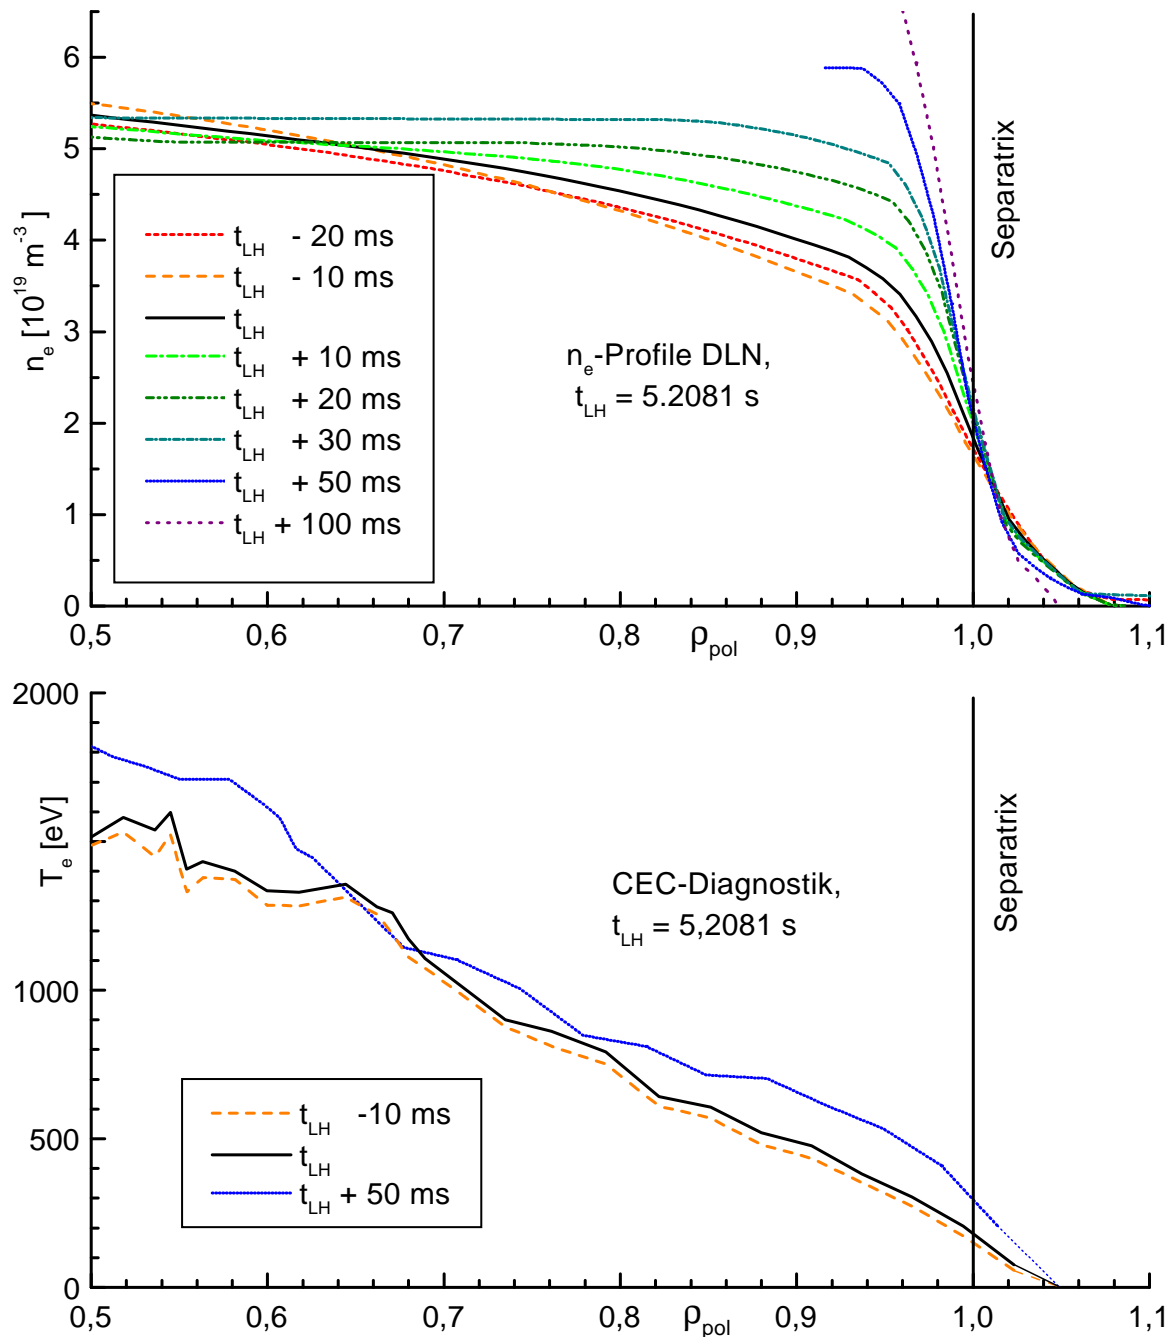 6
5
4
3
2
1
0
n_e [10^19 m^-3]
t_LH - 20 ms
t_LH - 10 ms
t_LH
t_LH + 10 ms
t_LH + 20 ms
t_LH + 30 ms
t_LH + 50 ms
t_LH + 100 ms
n_e-Profile DLN,
t_LH = 5.2081 s
Separatrix
0,5 0,6 0,7 0,8 0,9 1,0 1,1
ρ_pol
2000
1000
500
0
T_e [eV]
CEC-Diagnostik,
t_LH = 5,2081 s
Separatrix
t_LH -10 ms
t_LH
t_LH + 50 ms
0,5 0,6 0,7 0,8 0,9 1,0 1,1
ρ_pol